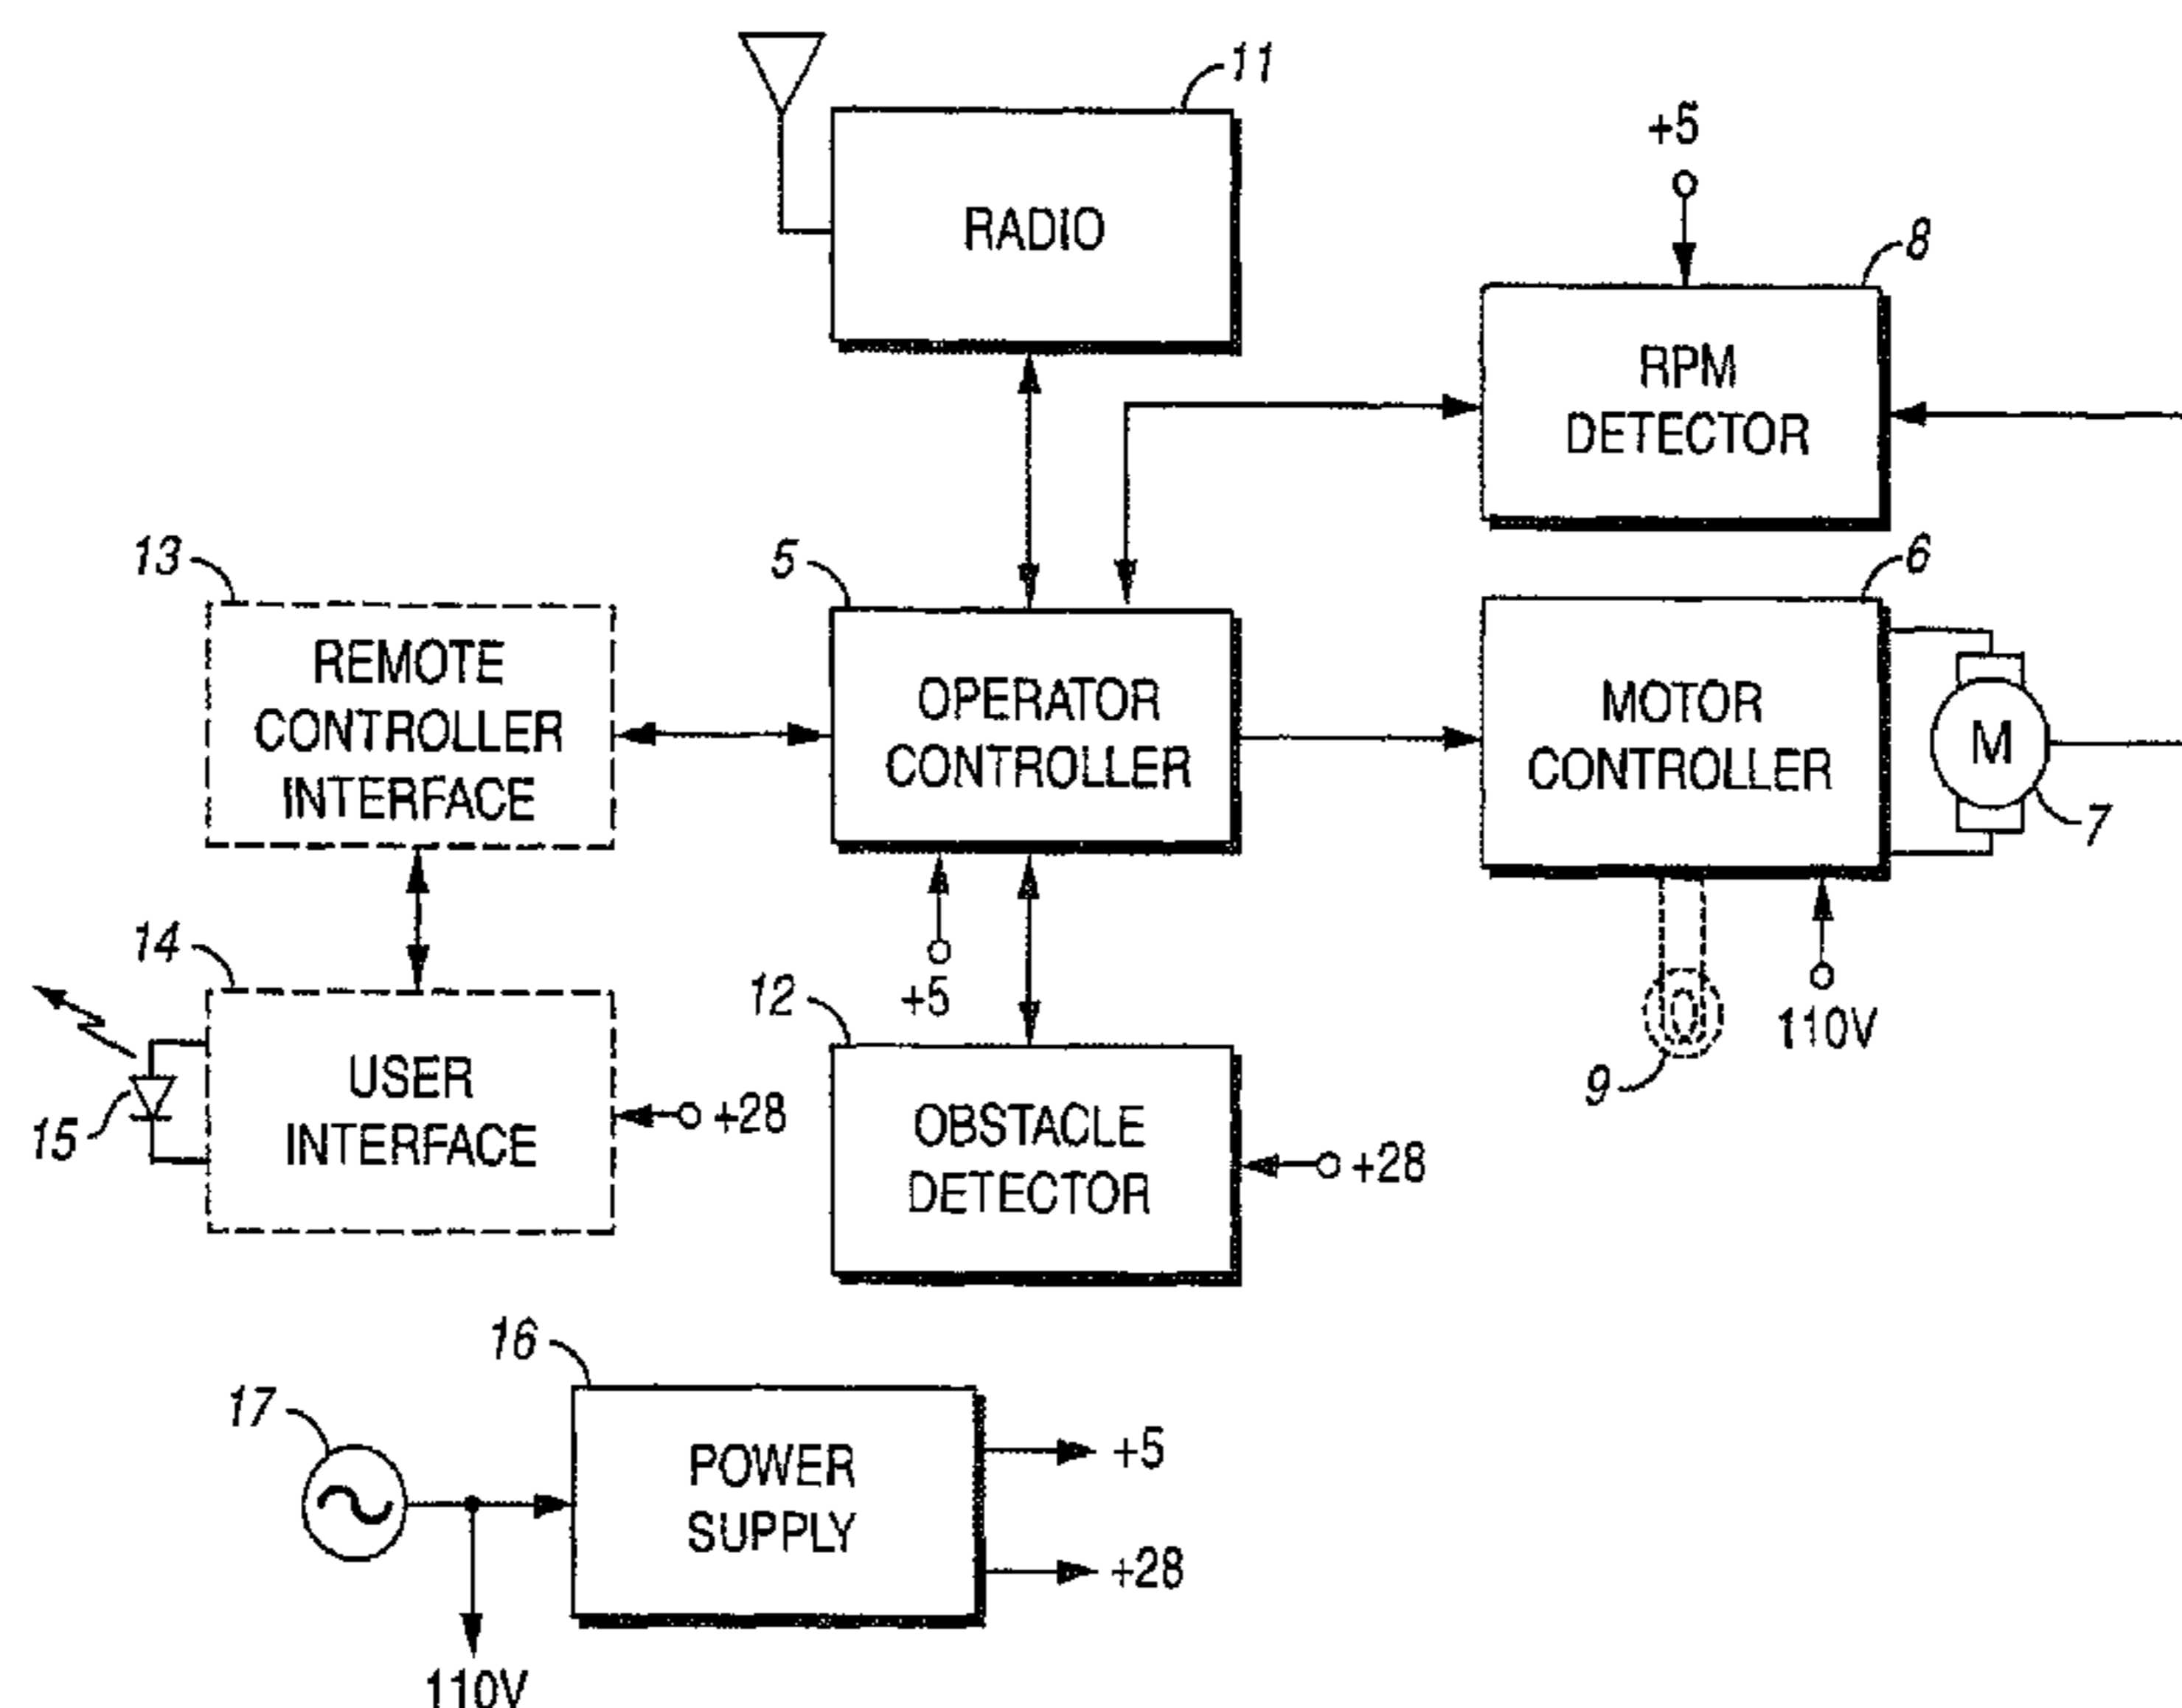 11
RADIO
+5
8
RPM
DETECTOR
13
REMOTE
CONTROLLER
INTERFACE
5
OPERATOR
CONTROLLER
6
MOTOR
CONTROLLER
M
7
+5
9
110V
14
USER
INTERFACE
15
+28
12
OBSTACLE
DETECTOR
+28
16
17
POWER
SUPPLY
+5
+28
110V